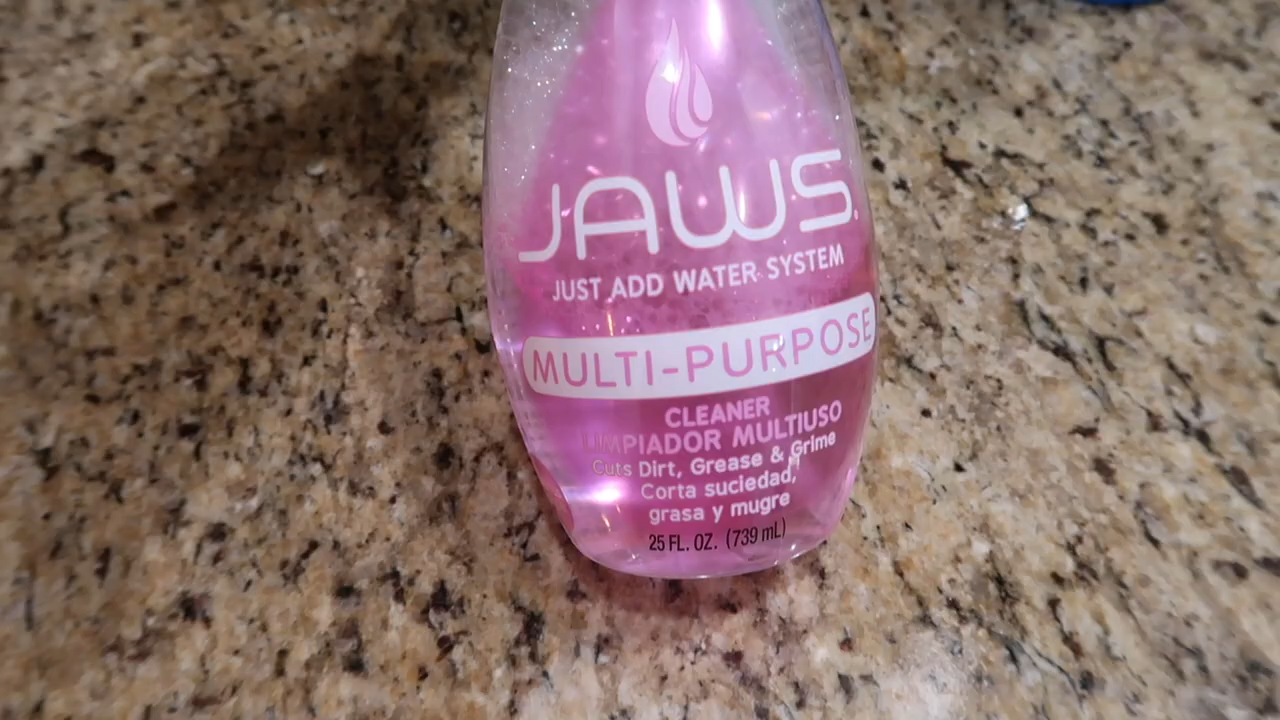 JAWS
JUST ADD WATER SYSTEM
MULTI-PURPOSE
CLEANER
LIMPIADOR MULTIUSO
Cuts Dirt, Grease & Grime
Corta suciedad,
grasa y mugre
25 FL. OZ. (739 mL)